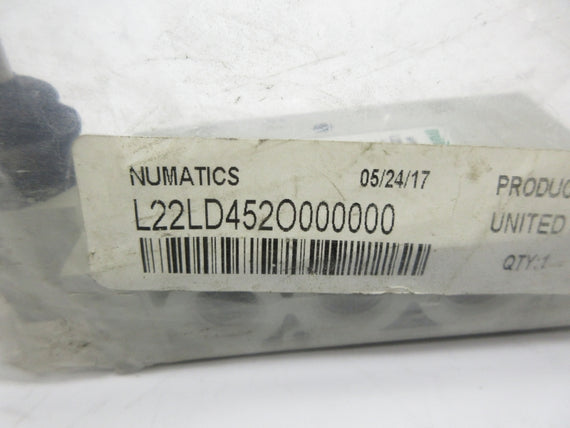 NUMATICS 05/24/17
L22LD452O000000
PRODUC
UNITED
QTY:1